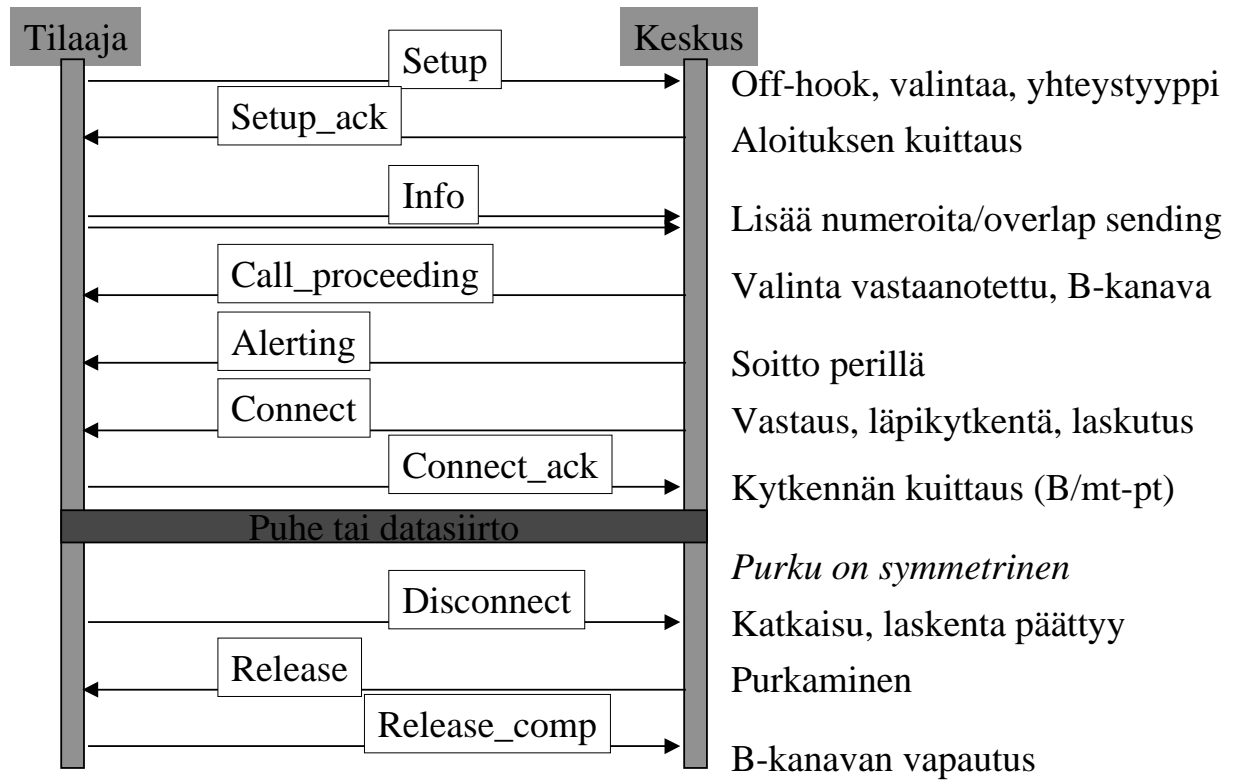 Tilaaja
Keskus
Setup
Off-hook, valintaa, yhteystyyppi
Setup_ack
Aloituksen kuittaus
Info
Lisää numeroita/overlap sending
Call_proceeding
Valinta vastaanotettu, B-kanava
Alerting
Soitto perillä
Connect
Vastaus, läpikytkentä, laskutus
Connect_ack
Kytkennän kuittaus (B/mt-pt)
Puhe tai datasiirto
Purku on symmetrinen
Disconnect
Katkaisu, laskenta päättyy
Release
Purkaminen
Release_comp
B-kanavan vapautus